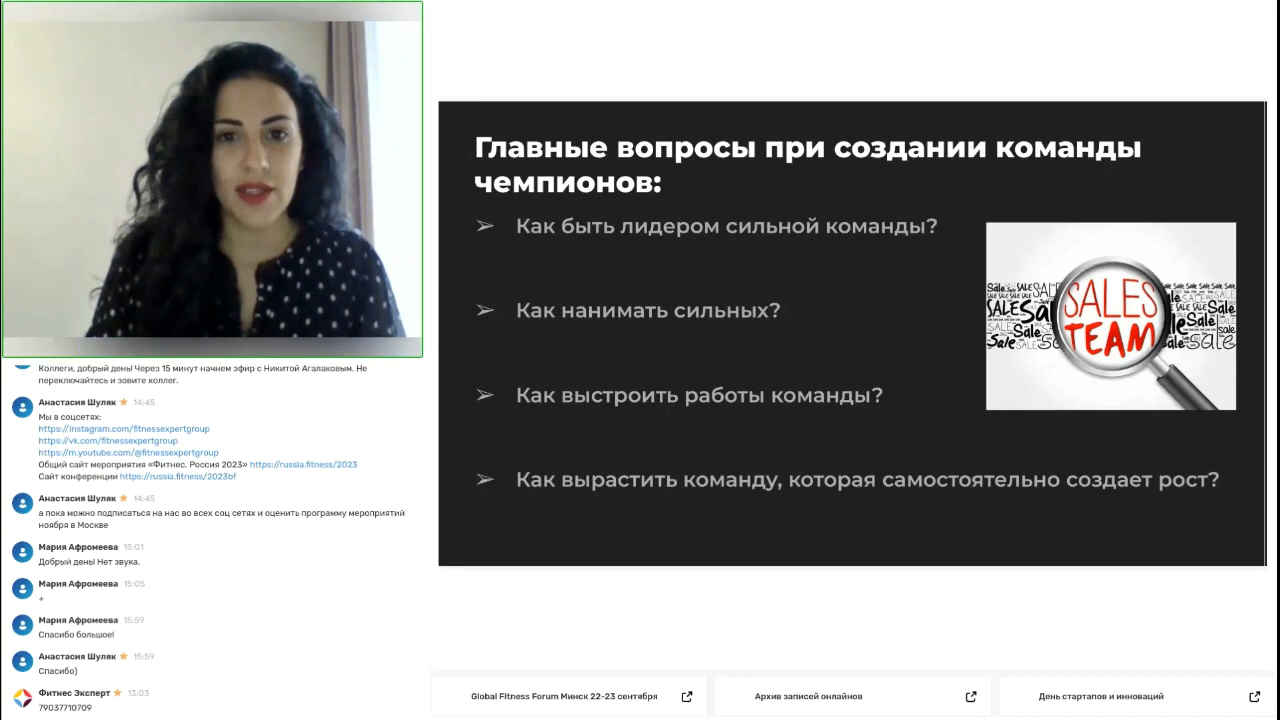 Главные вопросы при создании команды
чемпионов:
➢ Как быть лидером сильной команды?
➢ Как нанимать сильных?
➢ Как выстроить работы команды?
➢ Как вырастить команду, которая самостоятельно создает рост?
SALES
TEAM
Коллеги, добрый день! Через 15 минут начнем эфир с Никитой Агалаковым. Не
переключайтесь и зовите коллег.
Анастасия Шуляк 14:45
Мы в соцсетях:
https://instagram.com/fitnessexpertgroup
https://vk.com/fitnessexpertgroup
https://m.youtube.com/@fitnessexpertgroup
Общий сайт мероприятия «Фитнес. Россия 2023» https://russia.fitness/2023
Сайт конференции https://russia.fitness/2023bf
Анастасия Шуляк 14:45
а пока можно подписаться на нас во всех соц сетях и оценить программу мероприятий
ноября в Москве
Мария Афромеева 15:01
Добрый день! Нет звука.
Мария Афромеева 15:05
+
Мария Афромеева 15:59
Спасибо большое!
Анастасия Шуляк 15:59
Спасибо)
Фитнес Эксперт 13:03
79037710709
Global Fitness Forum Минск 22-23 сентября
Архив записей онлайнов
День стартапов и инноваций